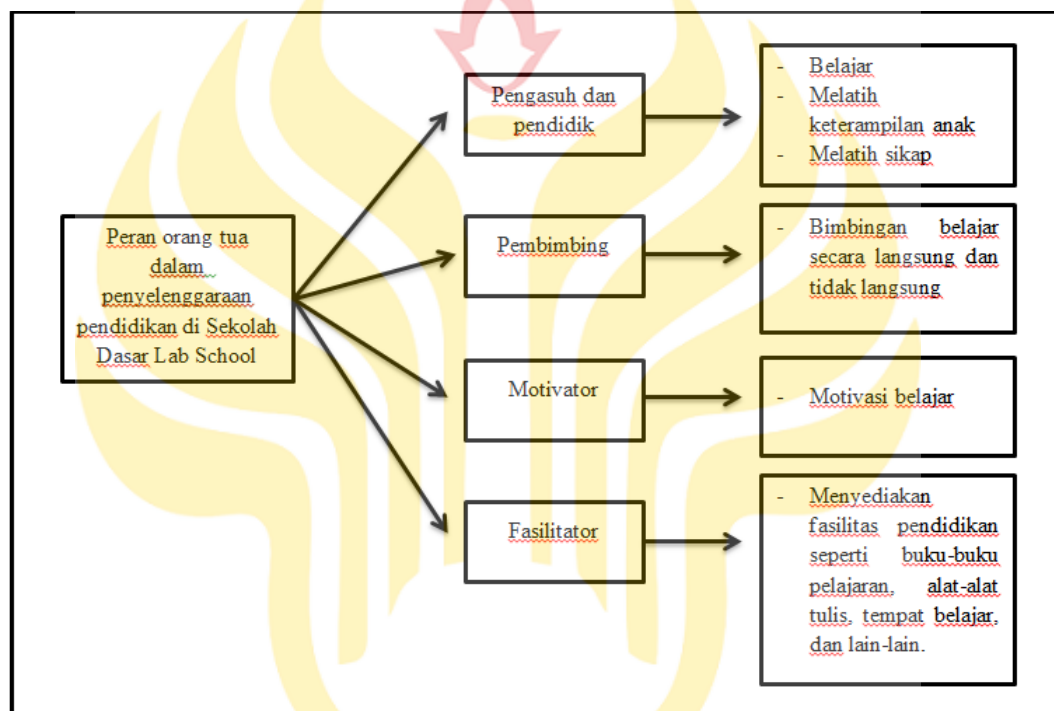 Peran orang tua
dalam
penyelenggaraan
pendidikan di Sekolah
Dasar Lab School
Pengasuh dan
pendidik
- Belajar
- Melatih
keterampilan anak
- Melatih sikap
Pembimbing
- Bimbingan belajar
secara langsung dan
tidak langsung
Motivator
- Motivasi belajar
Fasilitator
- Menyediakan
fasilitas pendidikan
seperti buku-buku
pelajaran, alat-alat
tulis, tempat belajar,
dan lain-lain.